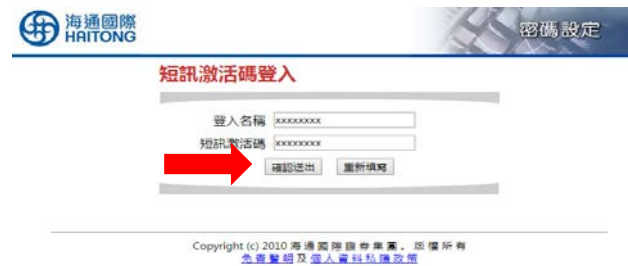 海通國際
HAITONG
密碼設定
短訊激活碼登入
登入名稱 xxxxxxxx
短訊激活碼 xxxxxxxx
確認送出 重新填寫
Copyright (c) 2010 海通國際證券集團。版權所有
免責聲明及個人資料私隱政策